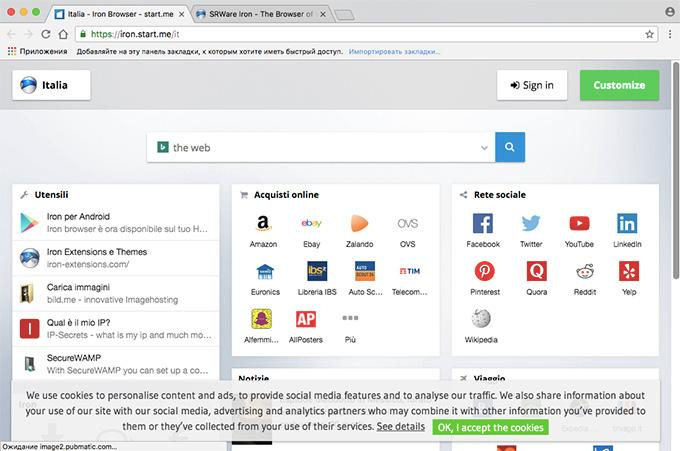 Italia - Iron Browser - start.me
SRWare Iron - The Browser of
https://iron.start.me/it
Приложения Добавляйте на эту панель закладки, к которым хотите иметь быстрый доступ. Импортировать закладки...
Italia
Sign in
Customize
the web
Utensili
Iron per Android
Iron browser è ora disponibile sul tuo H...
Iron Extensions e Themes
iron-extensions.com/
Carica immagini
bild.me - innovative Imagehosting
Qual è il mio IP?
IP-Secrets - what is my ip and much mo...
SecureWAMP
With SecureWAMP you can set up a co...
Acquisti online
Amazon Ebay Zalando OVS
Euronics Libreria IBS Auto Sc... Telecom...
Alfemmi... AllPosters Più
Rete sociale
Facebook Twitter YouTube LinkedIn
Pinterest Quora Reddit Yelp
Wikipedia
Notizie
Viaggio
We use cookies to personalise content and ads, to provide social media features and to analyse our traffic. We also share information about
your use of our site with our social media, advertising and analytics partners who may combine it with other information you've provided to
them or they've collected from your use of their services. See details OK, I accept the cookies
Ожидание image2.pubmatic.com...